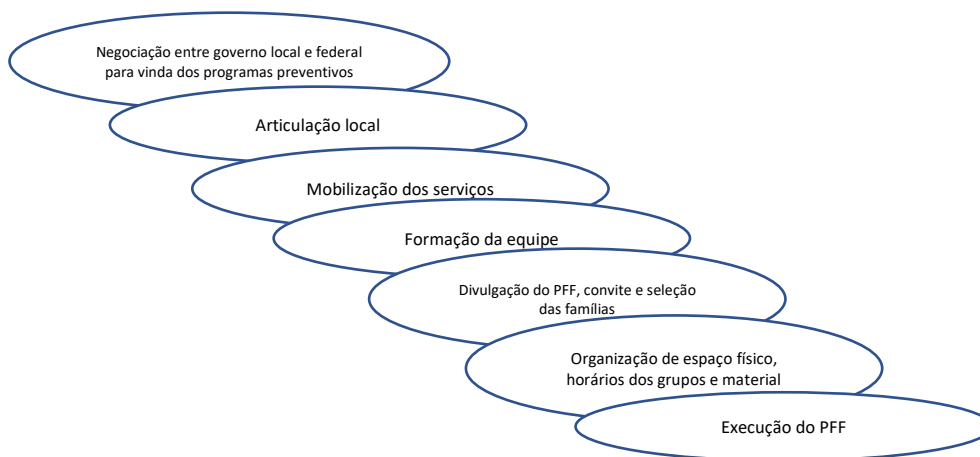 Negociação entre governo local e federal
para vinda dos programas preventivos
Articulação local
Mobilização dos serviços
Formação da equipe
Divulgação do PFF, convite e seleção
das famílias
Organização de espaço físico,
horários dos grupos e material
Execução do PFF